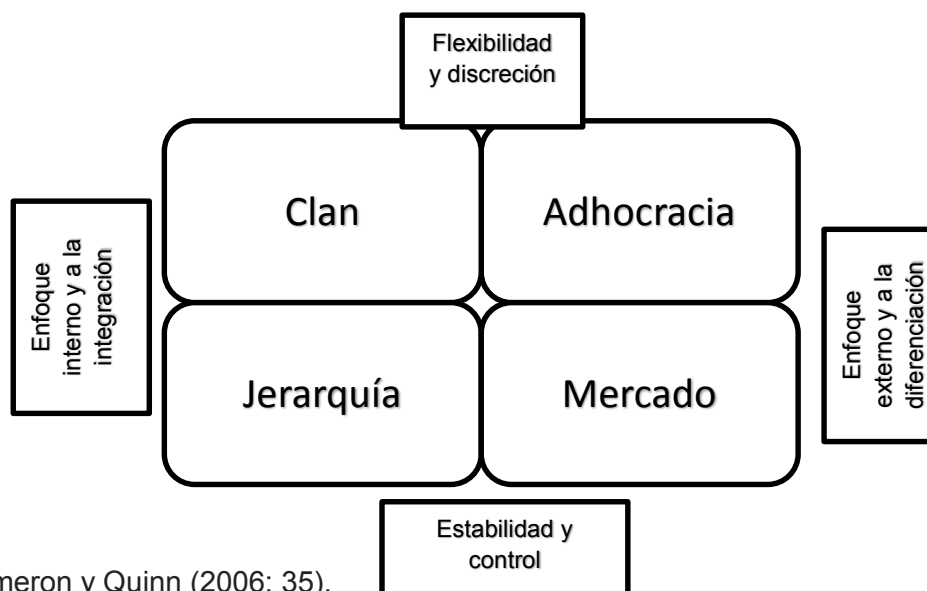 Flexibilidad
y discreción
Clan
Adhocracia
Enfoque
interno y a la
integración
Enfoque
externo y a la
diferenciación
Jerarquía
Mercado
Estabilidad y
control
meron y Quinn (2006: 35).